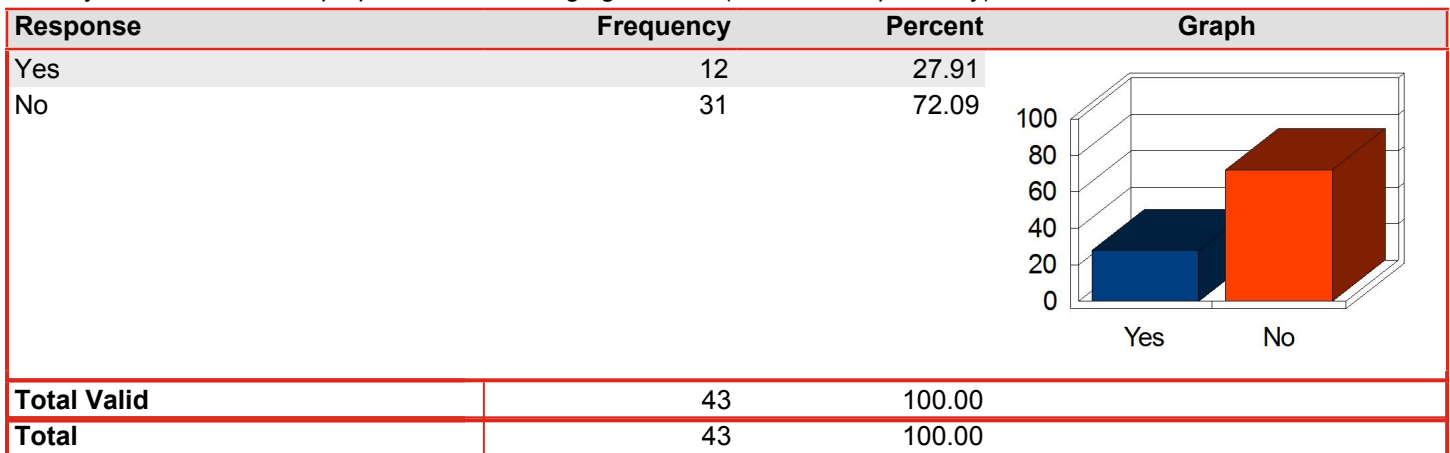 Response Frequency Percent Graph
Yes 12 27.91
No 31 72.09
100
80
60
40
20
0
Yes No
Total Valid 43 100.00
Total 43 100.00